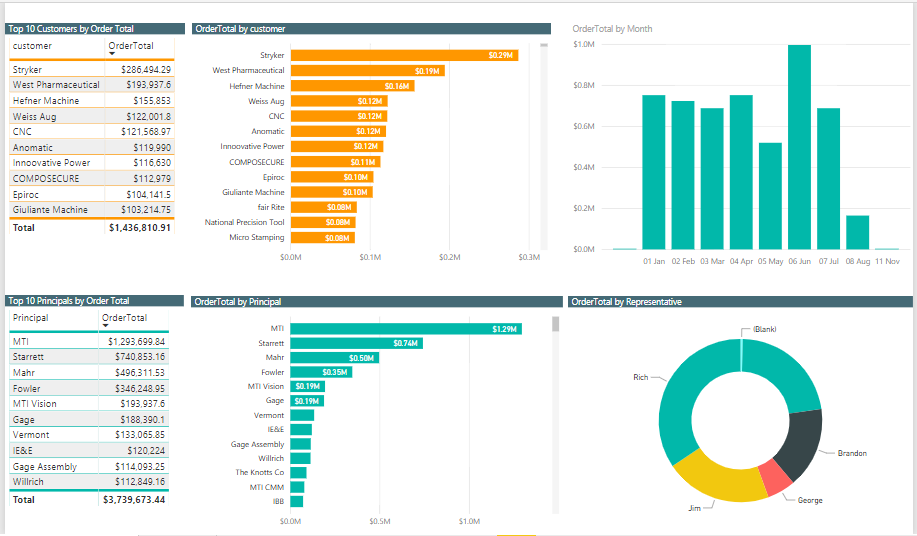 Top 10 Customers by Order Total
customer OrderTotal
Stryker $286,494.29
West Pharmaceutical $193,937.6
Hefner Machine $155,853
Weiss Aug $122,001.8
CNC $121,568.97
Anomatic $119,990
Innoovative Power $116,630
COMPOSECURE $112,979
Epiroc $104,141.5
Giuliante Machine $103,214.75
Total $1,436,810.91
OrderTotal by customer
Stryker $0.29M
West Pharmaceutical $0.19M
Hefner Machine $0.16M
Weiss Aug $0.12M
CNC $0.12M
Anomatic $0.12M
Innoovative Power $0.12M
COMPOSECURE $0.11M
Epiroc $0.10M
Giuliante Machine $0.10M
fair Rite $0.08M
National Precision Tool $0.08M
Micro Stamping $0.08M
$0.0M $0.1M $0.2M $0.3M
OrderTotal by Month
$1.0M
$0.8M
$0.6M
$0.4M
$0.2M
$0.0M
01 Jan 02 Feb 03 Mar 04 Apr 05 May 06 Jun 07 Jul 08 Aug 11 Nov
Top 10 Principals by Order Total
Principal OrderTotal
MTI $1,293,699.84
Starrett $740,853.16
Mahr $496,311.53
Fowler $346,248.95
MTI Vision $193,937.6
Gage $188,390.1
Vermont $133,065.85
IE&E $120,224
Gage Assembly $114,093.25
Willrich $112,849.16
Total $3,739,673.44
OrderTotal by Principal
MTI $1.29M
Starrett $0.74M
Mahr $0.50M
Fowler $0.35M
MTI Vision $0.19M
Gage $0.19M
Vermont
IE&E
Gage Assembly
Willrich
The Knotts Co
MTI CMM
IBB
$0.0M $0.5M $1.0M
OrderTotal by Representative
(Blank)
Rich
Brandon
George
Jim